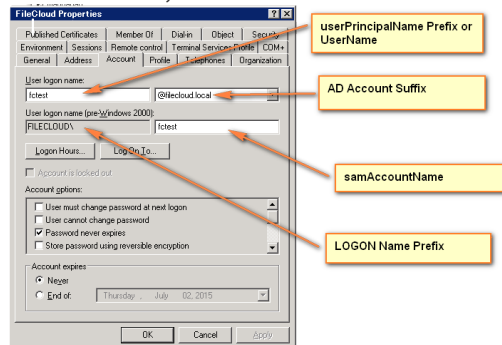 FileCloud Properties
Published Certificates Member Of Dial-in Object Security
Environment Sessions Remote control Terminal Services Profile COM+
General Address Account Profile Telephones Organization
User logon name:
fctest @filecloud.local
User logon name (pre-Windows 2000):
FILECLOUD\ fctest
Logon Hours... Log On To...
Account is locked out
Account options:
User must change password at next logon
User cannot change password
Password never expires
Store password using reversible encryption
Account expires
Never
End of: Thursday , July 02, 2015
OK Cancel Apply
userPrincipalName Prefix or
UserName
AD Account Suffix
samAccountName
LOGON Name Prefix